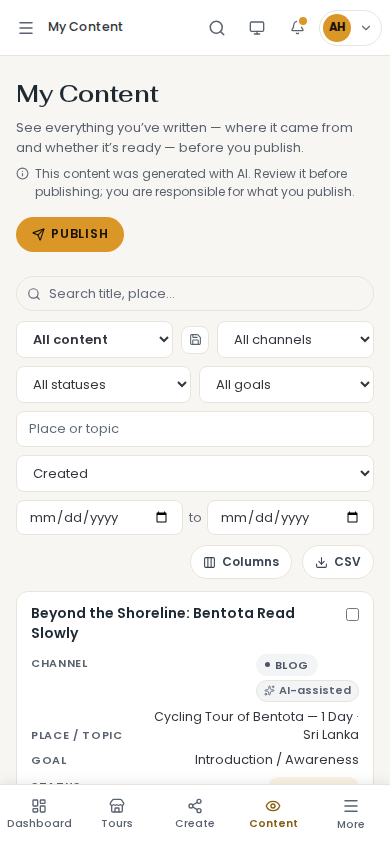 My Content
AH
My Content
See everything you've written — where it came from
and whether it's ready — before you publish.
This content was generated with AI. Review it before
publishing; you are responsible for what you publish.
PUBLISH
Search title, place...
All content
All channels
All statuses
All goals
Place or topic
Created
mm/dd/yyyy to mm/dd/yyyy
Columns
CSV
Beyond the Shoreline: Bentota Read
Slowly
CHANNEL
BLOG
AI-assisted
Cycling Tour of Bentota — 1 Day ·
PLACE / TOPIC Sri Lanka
GOAL Introduction / Awareness
STATUS
Dashboard Tours Create Content More